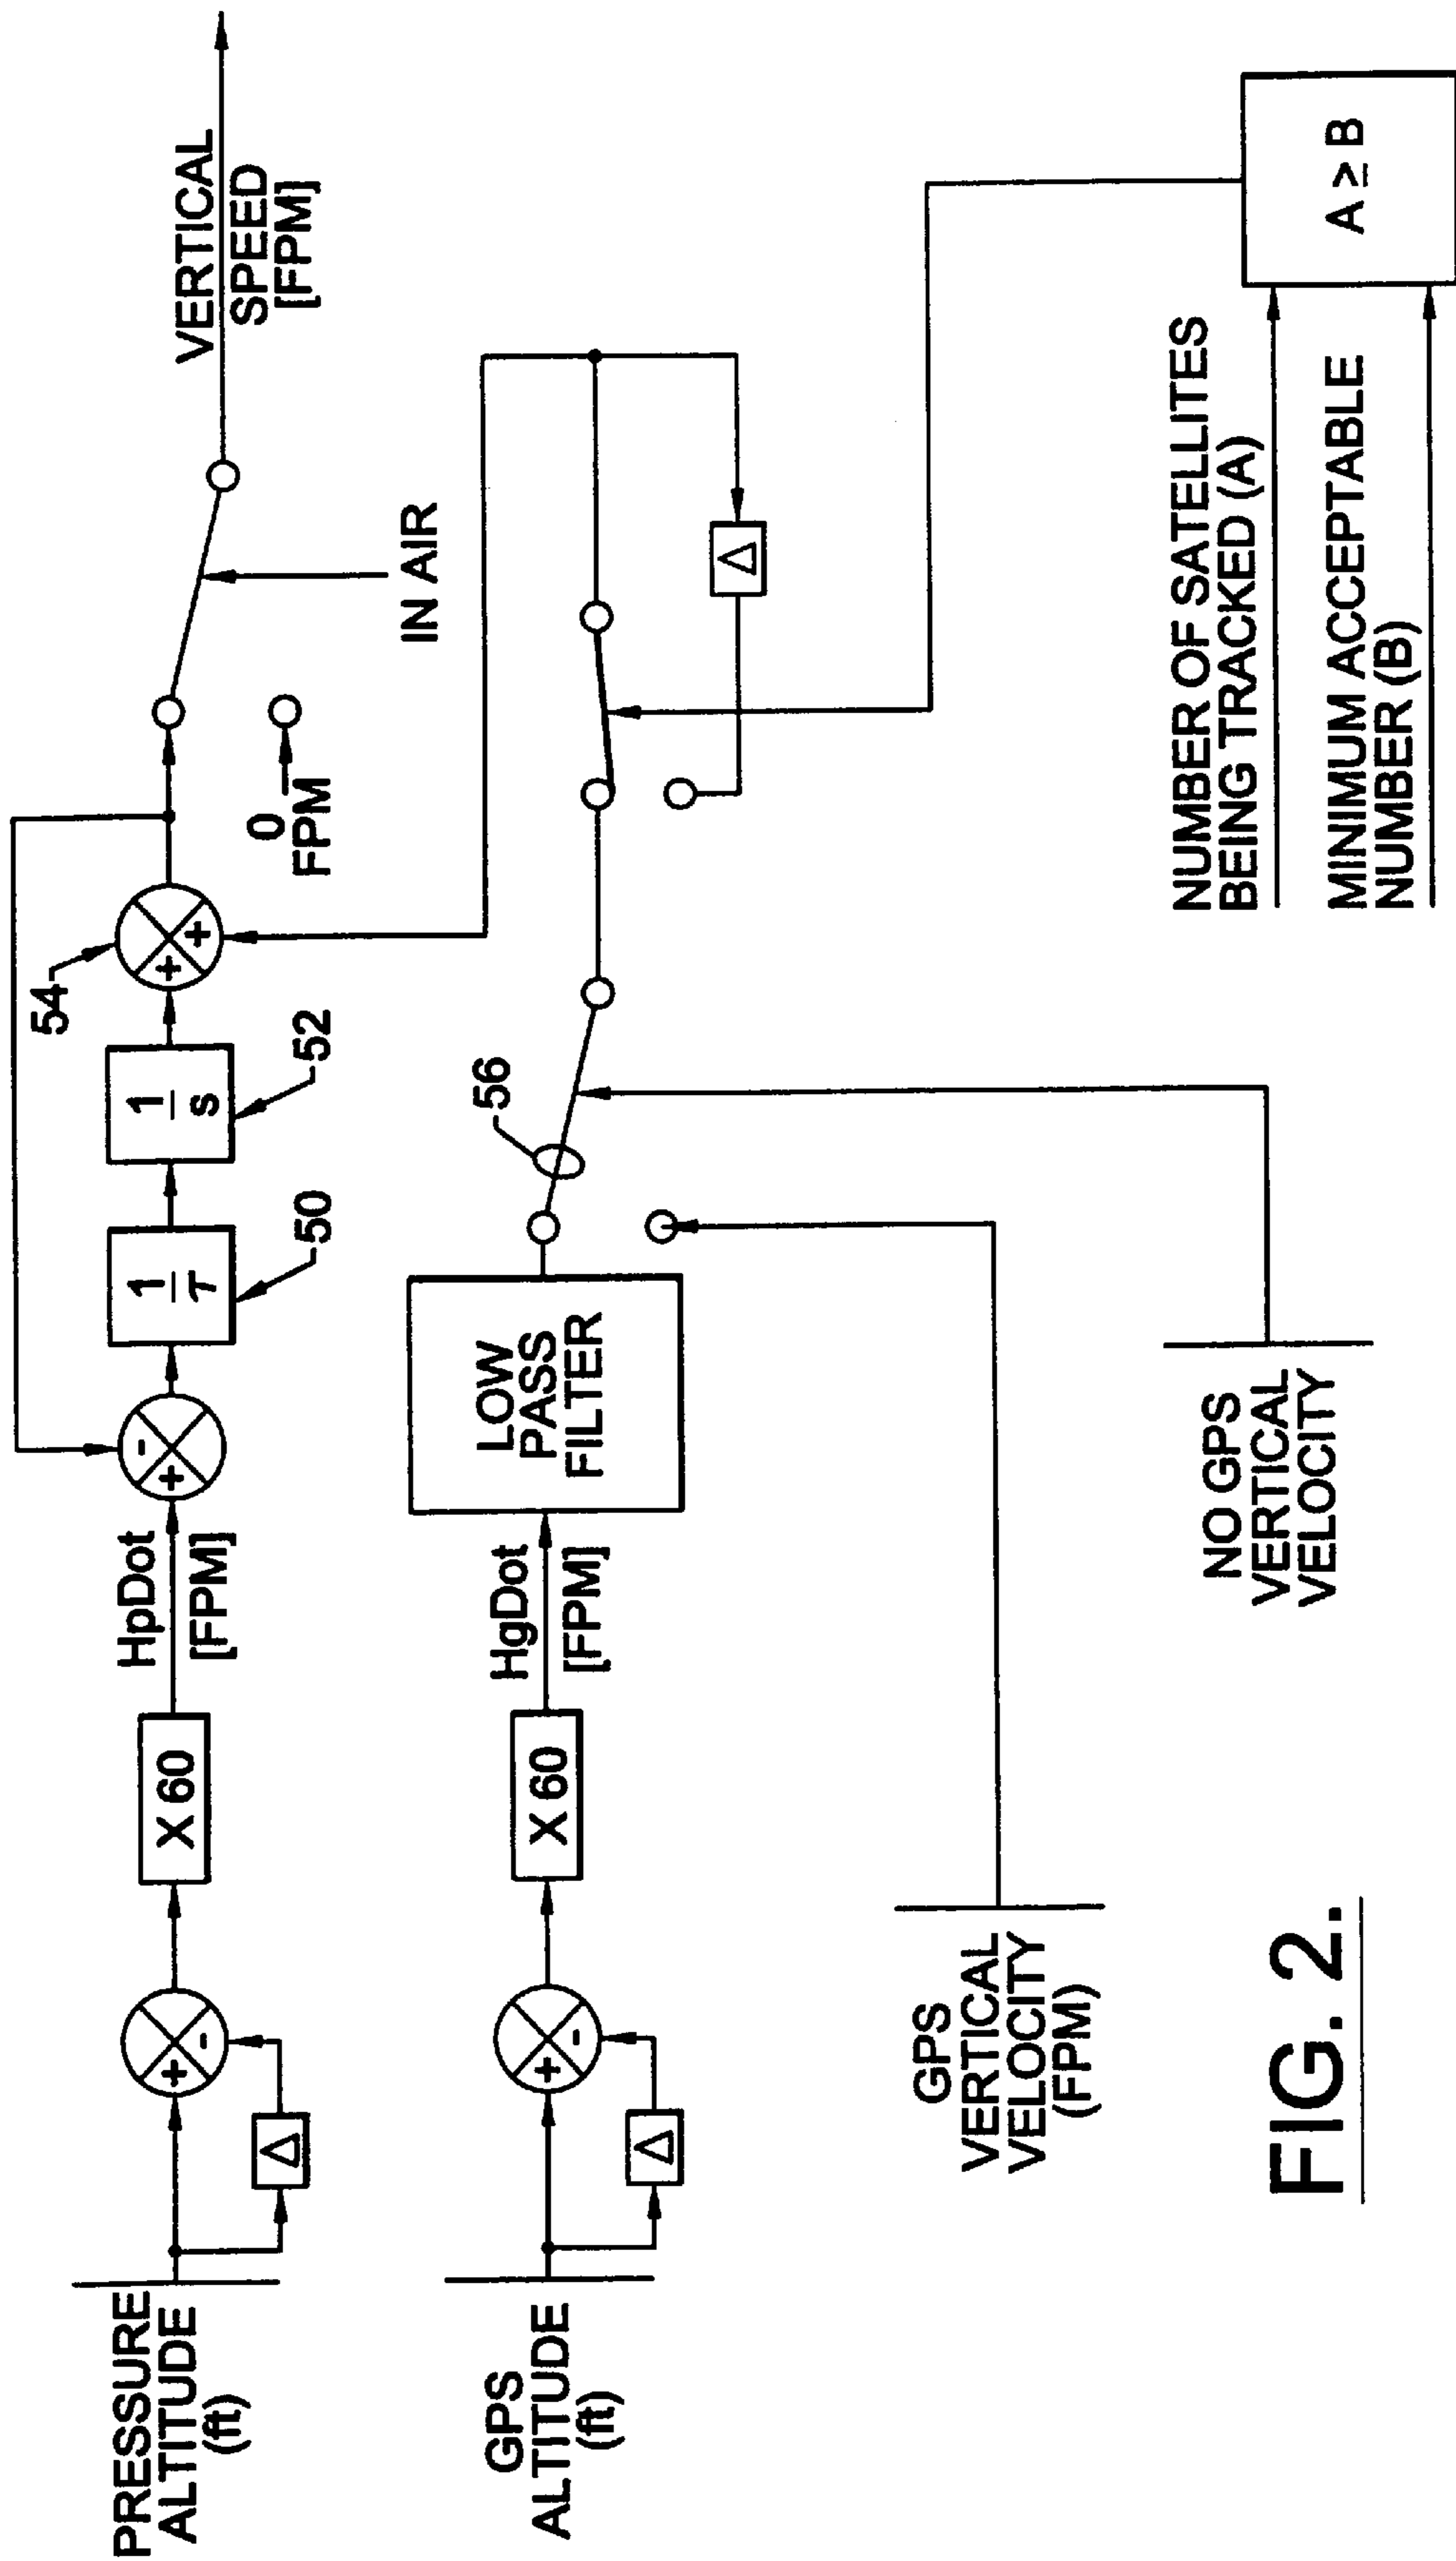 PRESSURE
ALTITUDE
(ft)
Δ
+
-
X 60
HpDot
[FPM]
-
+
1
τ
50
1
s
52
54
+
+
0
FPM
IN AIR
VERTICAL
SPEED
[FPM]
GPS
ALTITUDE
(ft)
Δ
+
-
X 60
HgDot
[FPM]
LOW
PASS
FILTER
56
Δ
GPS
VERTICAL
VELOCITY
(FPM)
NO GPS
VERTICAL
VELOCITY
NUMBER OF SATELLITES
BEING TRACKED (A)
MINIMUM ACCEPTABLE
NUMBER (B)
A ≥ B
FIG. 2.